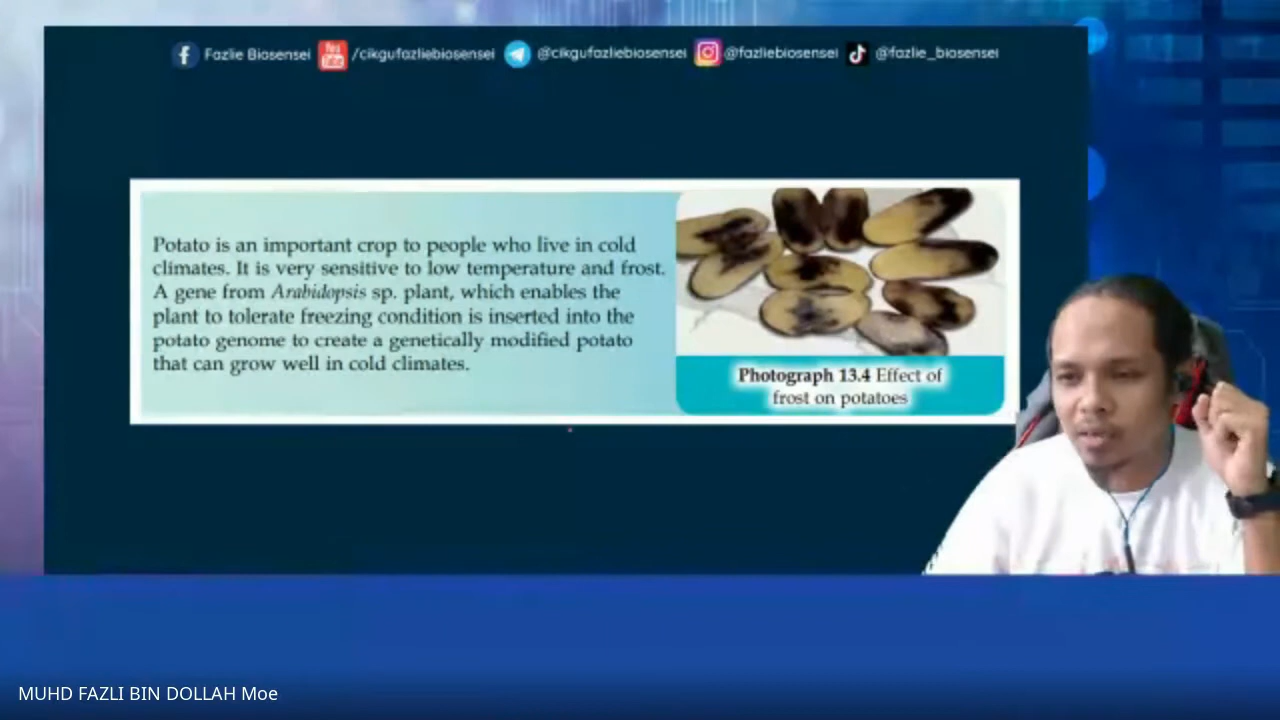 Fazlie Biosensei /cikgufazliebiosensei @cikgufazliebiosensei @fazliebiosensei @fazlie_biosensei
Potato is an important crop to people who live in cold
climates. It is very sensitive to low temperature and frost.
A gene from Arabidopsis sp. plant, which enables the
plant to tolerate freezing condition is inserted into the
potato genome to create a genetically modified potato
that can grow well in cold climates.
Photograph 13.4 Effect of
frost on potatoes
MUHD FAZLI BIN DOLLAH Moe